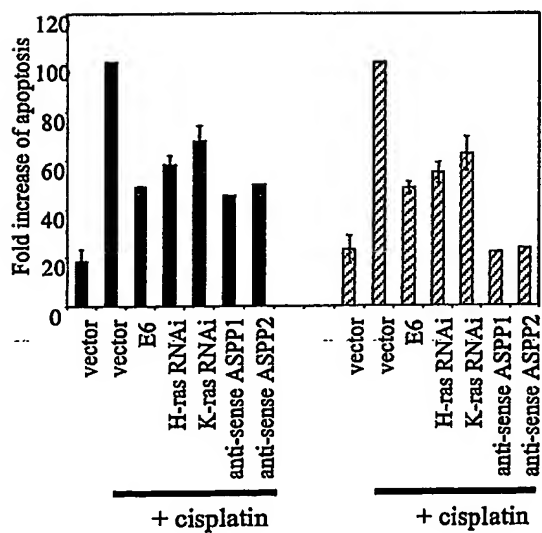 Fold increase of apoptosis
120
100
80
60
40
20
0
vector
vector
E6
H-ras RNAi
K-ras RNAi
anti-sense ASPP1
anti-sense ASPP2
vector
vector
E6
H-ras RNAi
K-ras RNAi
anti-sense ASPP1
anti-sense ASPP2
+ cisplatin
+ cisplatin